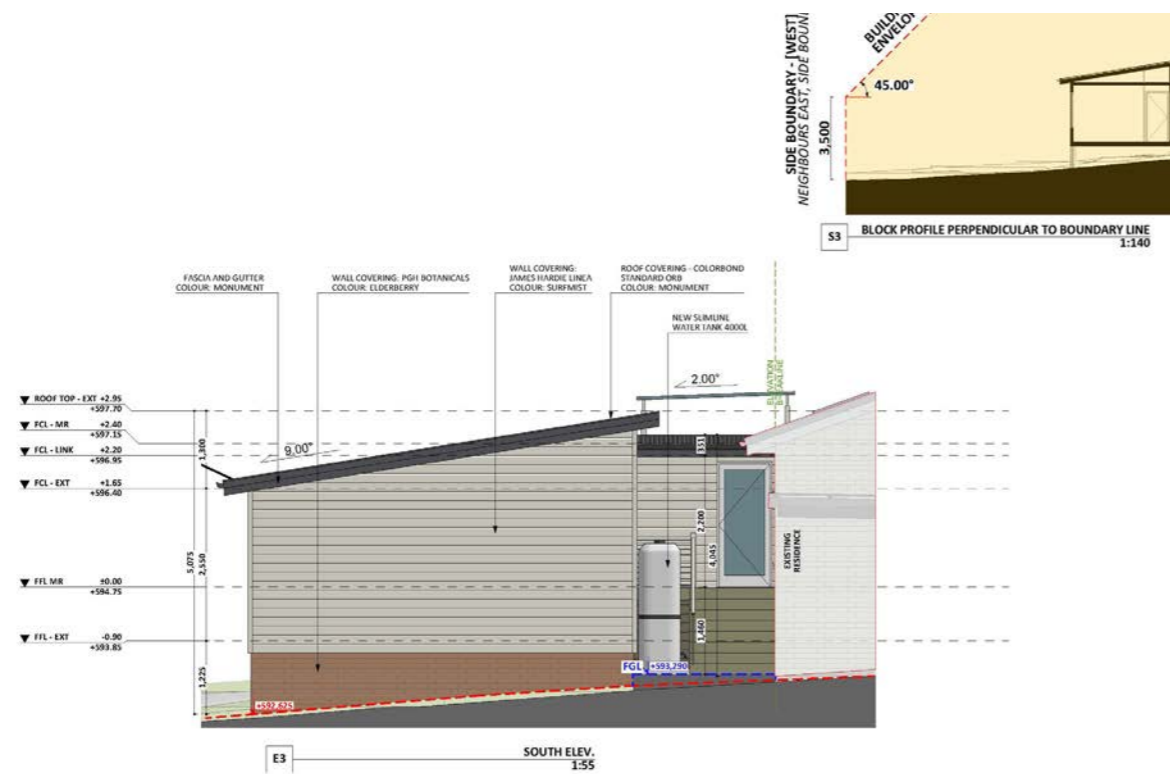 SIDE BOUNDARY - [WEST]
NEIGHBOURS EAST, SIDE BOUN
BUILDI
ENVELO
45.00°
3,500
S3
BLOCK PROFILE PERPENDICULAR TO BOUNDARY LINE
1:140
FASCIA AND GUTTER
COLOUR: MONUMENT
WALL COVERING: PGH BOTANICALS
COLOUR: ELDERBERRY
WALL COVERING:
JAMES HARDIE LINEA
COLOUR: SURFMIST
ROOF COVERING - COLORBOND
STANDARD ORB
COLOUR: MONUMENT
NEW SLIMLINE
WATER TANK 4000L
ELEVATION
BREAKLINE
2.00°
ROOF TOP - EXT +2.95
+597.70
FCL - MR +2.40
+597.15
FCL - LINK +2.20
+596.95
FCL - EXT +1.65
+596.40
FFL MR ±0.00
+594.75
FFL - EXT -0.90
+593.85
9.00°
1,300
5,075
2,550
1,225
351
2,200
4,045
1,460
EXISTING
RESIDENCE
FGL +593,290
+592,625
E3
SOUTH ELEV.
1:55